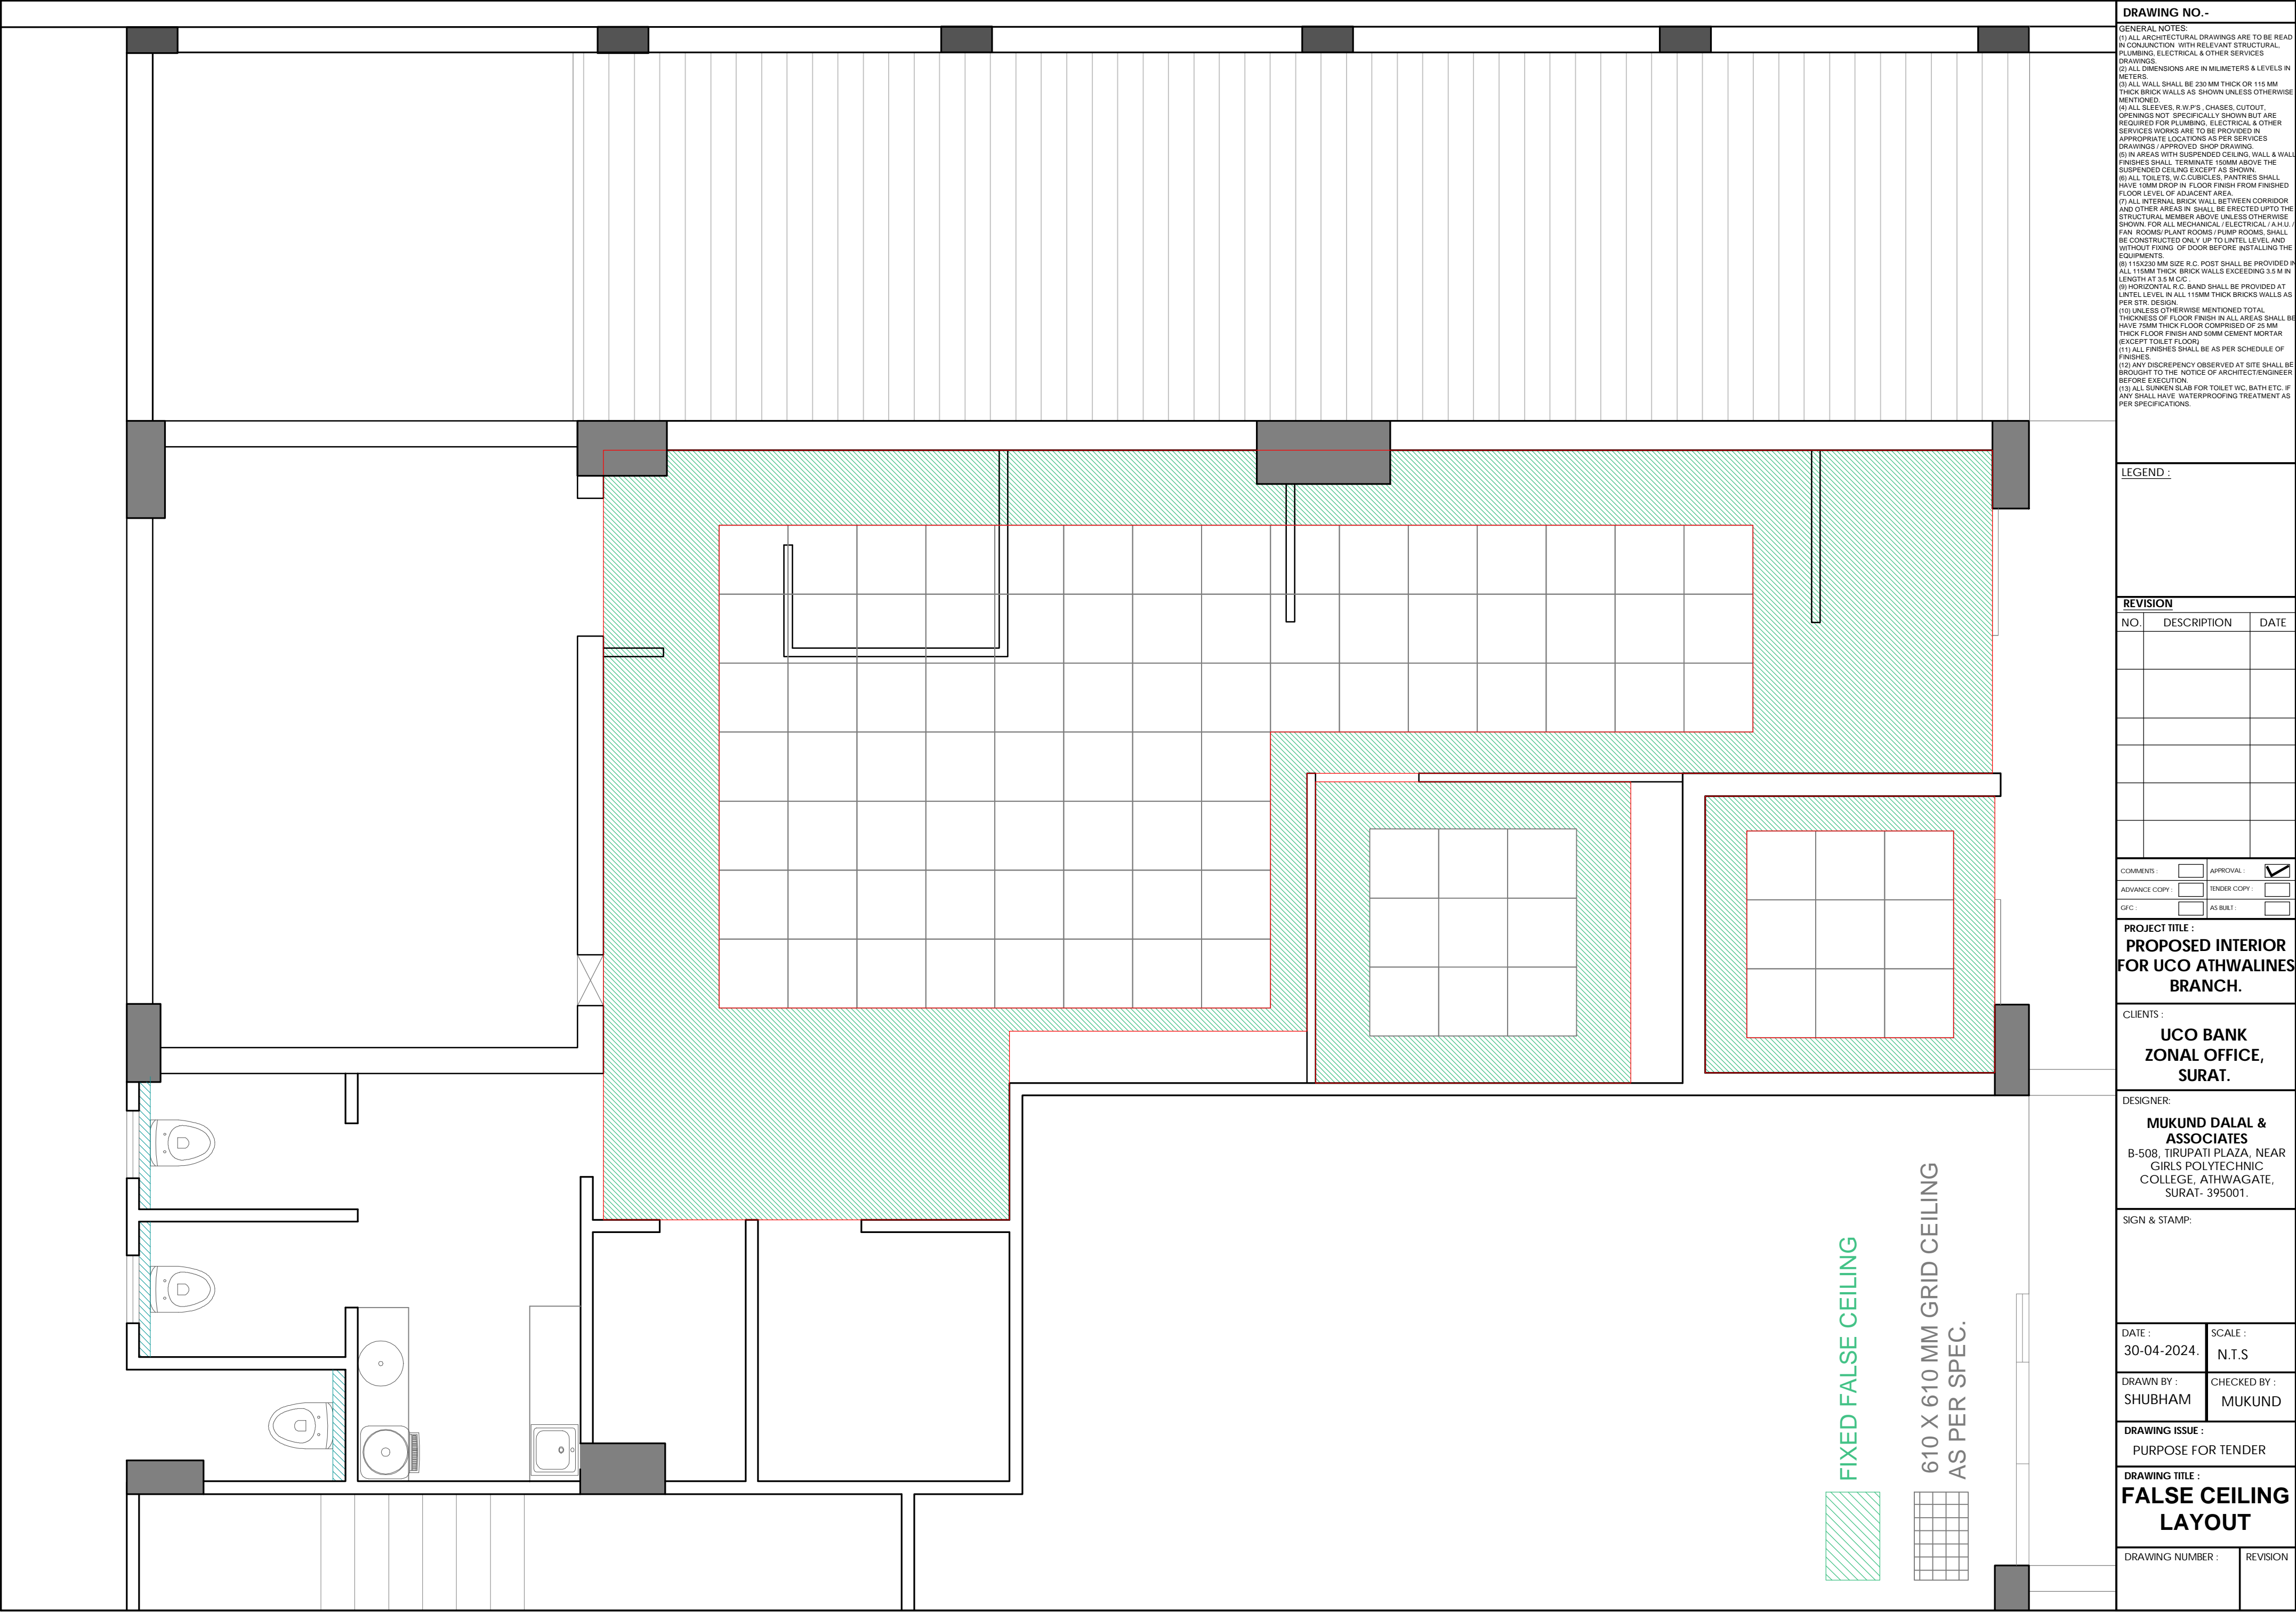 FIXED FALSE CEILING
610 X 610 MM GRID CEILING
AS PER SPEC.
DRAWING NO.-
GENERAL NOTES:
(1) ALL ARCHITECTURAL DRAWINGS ARE TO BE READ
IN CONJUNCTION WITH RELEVANT STRUCTURAL,
PLUMBING, ELECTRICAL & OTHER SERVICES
DRAWINGS.
(2) ALL DIMENSIONS ARE IN MILIMETERS & LEVELS IN
METERS.
(3) ALL WALL SHALL BE 230 MM THICK OR 115 MM
THICK BRICK WALLS AS SHOWN UNLESS OTHERWISE
MENTIONED.
(4) ALL SLEEVES, R.W.P'S , CHASES, CUTOUT,
OPENINGS NOT SPECIFICALLY SHOWN BUT ARE
REQUIRED FOR PLUMBING, ELECTRICAL & OTHER
SERVICES WORKS ARE TO BE PROVIDED IN
APPROPRIATE LOCATIONS AS PER SERVICES
DRAWINGS / APPROVED SHOP DRAWING.
(5) IN AREAS WITH SUSPENDED CEILING, WALL & WALL
FINISHES SHALL TERMINATE 150MM ABOVE THE
SUSPENDED CEILING EXCEPT AS SHOWN.
(6) ALL TOILETS, W.C.CUBICLES, PANTRIES SHALL
HAVE 10MM DROP IN FLOOR FINISH FROM FINISHED
FLOOR LEVEL OF ADJACENT AREA.
(7) ALL INTERNAL BRICK WALL BETWEEN CORRIDOR
AND OTHER AREAS IN SHALL BE ERECTED UPTO THE
STRUCTURAL MEMBER ABOVE UNLESS OTHERWISE
SHOWN. FOR ALL MECHANICAL / ELECTRICAL / A.H.U. /
FAN ROOMS/ PLANT ROOMS / PUMP ROOMS, SHALL
BE CONSTRUCTED ONLY UP TO LINTEL LEVEL AND
WITHOUT FIXING OF DOOR BEFORE INSTALLING THE
EQUIPMENTS.
(8) 115X230 MM SIZE R.C. POST SHALL BE PROVIDED IN
ALL 115MM THICK BRICK WALLS EXCEEDING 3.5 M IN
LENGTH AT 3.5 M C/C .
(9) HORIZONTAL R.C. BAND SHALL BE PROVIDED AT
LINTEL LEVEL IN ALL 115MM THICK BRICKS WALLS AS
PER STR. DESIGN.
(10) UNLESS OTHERWISE MENTIONED TOTAL
THICKNESS OF FLOOR FINISH IN ALL AREAS SHALL BE
HAVE 75MM THICK FLOOR COMPRISED OF 25 MM
THICK FLOOR FINISH AND 50MM CEMENT MORTAR
(EXCEPT TOILET FLOOR)
(11) ALL FINISHES SHALL BE AS PER SCHEDULE OF
FINISHES.
(12) ANY DISCREPENCY OBSERVED AT SITE SHALL BE
BROUGHT TO THE NOTICE OF ARCHITECT/ENGINEER
BEFORE EXECUTION.
(13) ALL SUNKEN SLAB FOR TOILET WC, BATH ETC. IF
ANY SHALL HAVE WATERPROOFING TREATMENT AS
PER SPECIFICATIONS.
LEGEND :
REVISION
NO. DESCRIPTION DATE
COMMENTS : APPROVAL :
ADVANCE COPY : TENDER COPY :
GFC : AS BUILT :
PROJECT TITLE :
PROPOSED INTERIOR
FOR UCO ATHWALINES
BRANCH.
CLIENTS :
UCO BANK
ZONAL OFFICE,
SURAT.
DESIGNER:
MUKUND DALAL &
ASSOCIATES
B-508, TIRUPATI PLAZA, NEAR
GIRLS POLYTECHNIC
COLLEGE, ATHWAGATE,
SURAT- 395001.
SIGN & STAMP:
DATE : SCALE :
30-04-2024. N.T.S
DRAWN BY : CHECKED BY :
SHUBHAM MUKUND
DRAWING ISSUE :
PURPOSE FOR TENDER
DRAWING TITLE :
FALSE CEILING
LAYOUT
DRAWING NUMBER : REVISION